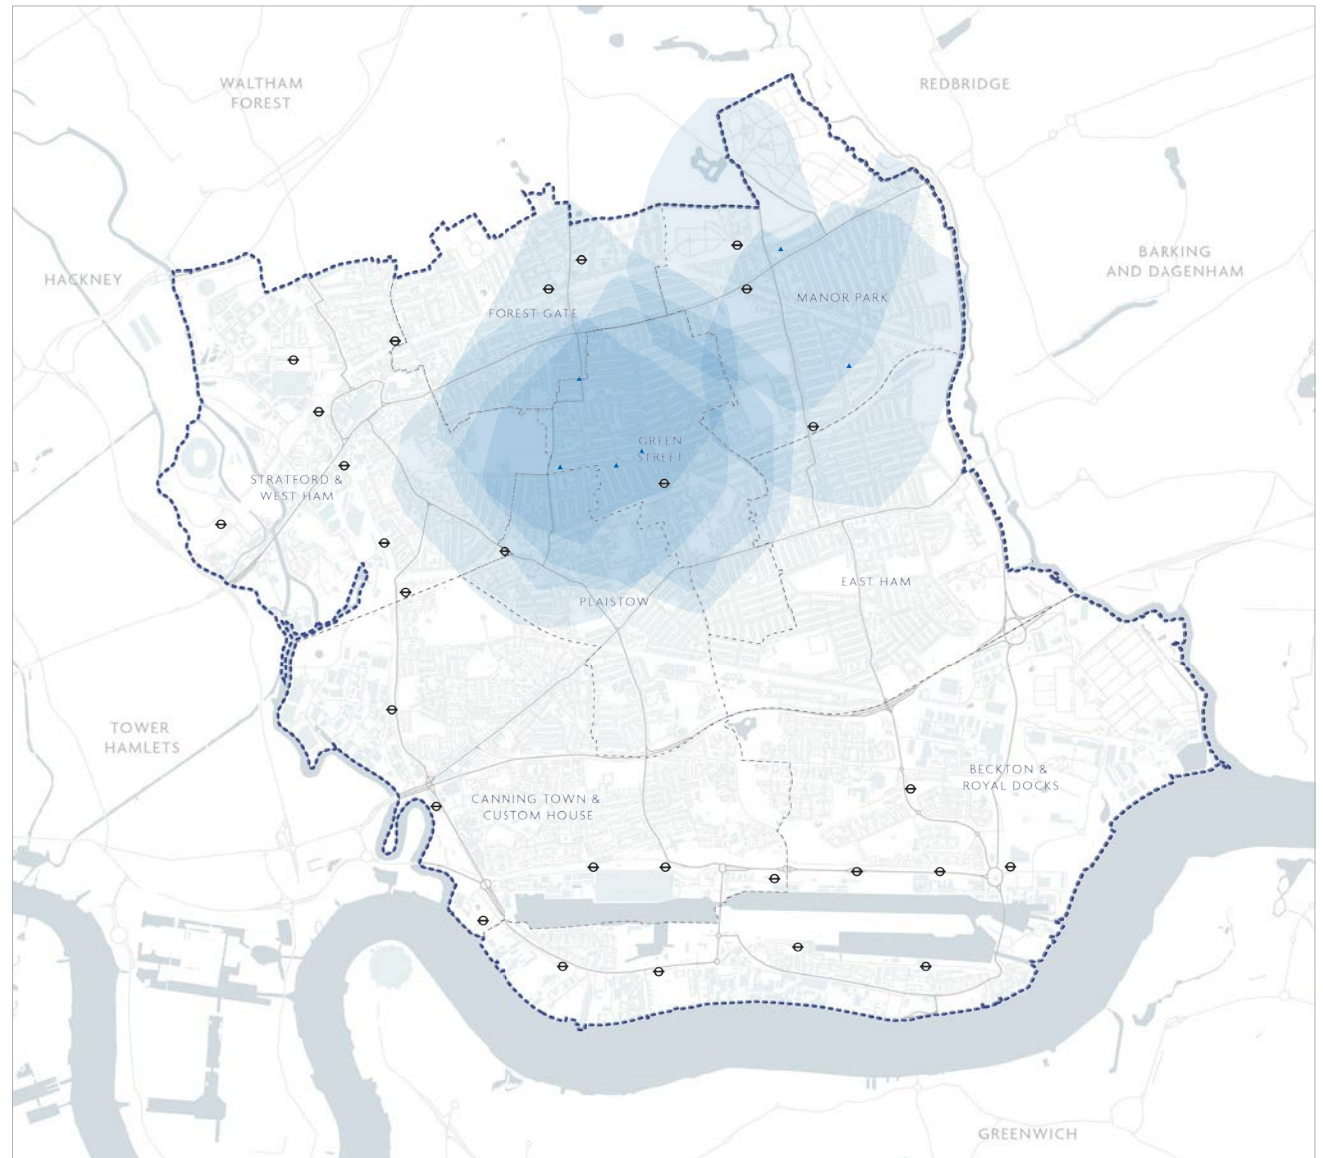 WALTHAM
FOREST
REDBRIDGE
HACKNEY
BARKING
AND DAGENHAM
MANOR PARK
FOREST GATE
GREEN
STREET
STRATFORD &
WEST HAM
EAST HAM
PLAISTOW
TOWER
HAMLETS
BECKTON &
ROYAL DOCKS
CANNING TOWN &
CUSTOM HOUSE
GREENWICH